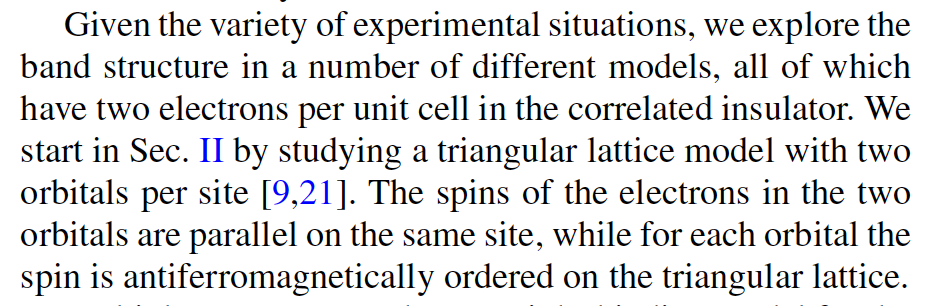 Given the variety of experimental situations, we explore the
band structure in a number of different models, all of which
have two electrons per unit cell in the correlated insulator. We
start in Sec. II by studying a triangular lattice model with two
orbitals per site [9,21]. The spins of the electrons in the two
orbitals are parallel on the same site, while for each orbital the
spin is antiferromagnetically ordered on the triangular lattice.